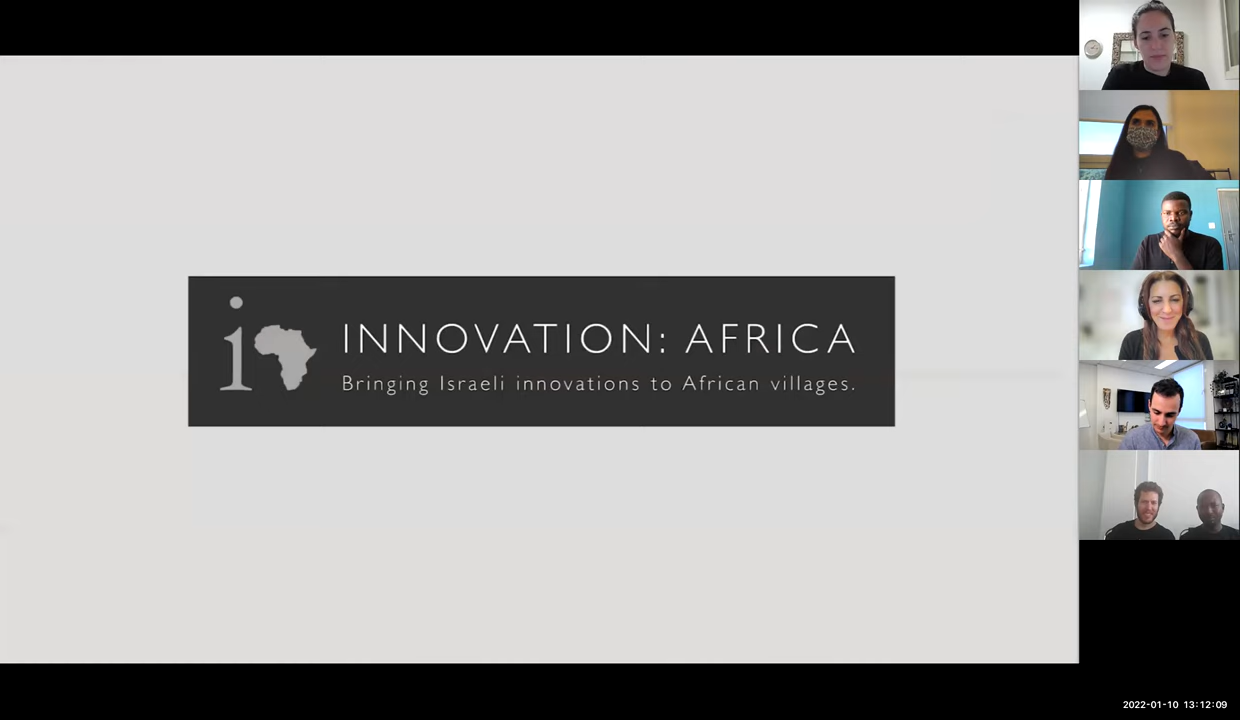 INNOVATION: AFRICA
Bringing Israeli innovations to African villages.
2022-01-10 13:12:09